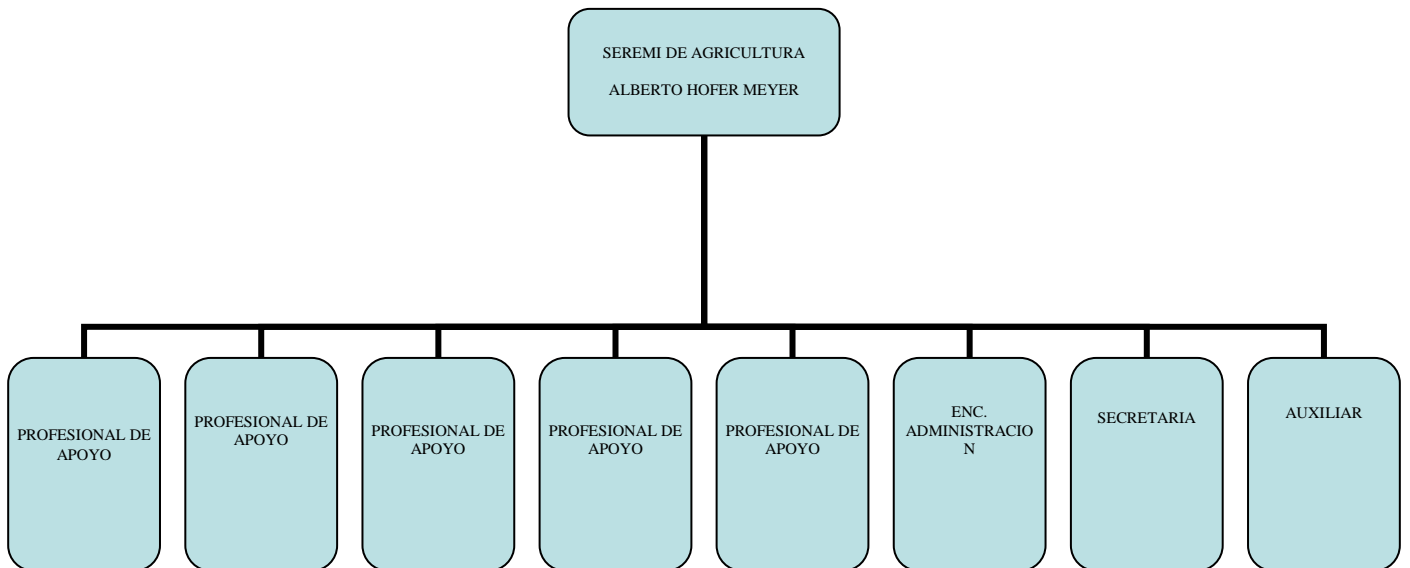 SEREMI DE AGRICULTURA
ALBERTO HOFER MEYER
PROFESIONAL DE
APOYO
PROFESIONAL DE
APOYO
PROFESIONAL DE
APOYO
PROFESIONAL DE
APOYO
PROFESIONAL DE
APOYO
ENC.
ADMINISTRACIO
N
SECRETARIA
AUXILIAR